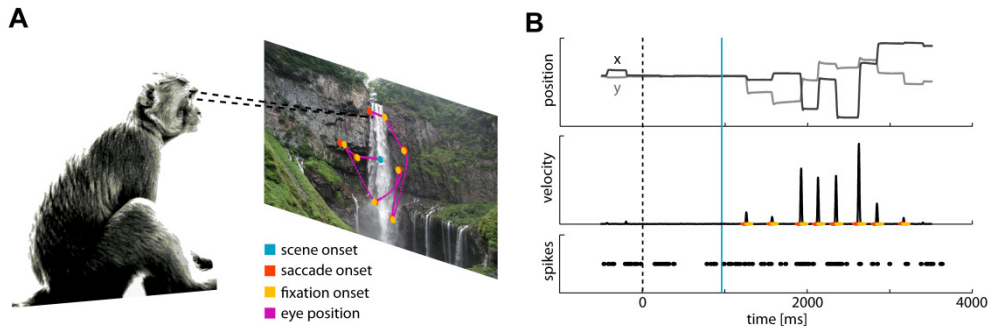 A
scene onset
saccade onset
fixation onset
eye position
B
position
x
y
velocity
spikes
0
2000
4000
time [ms]